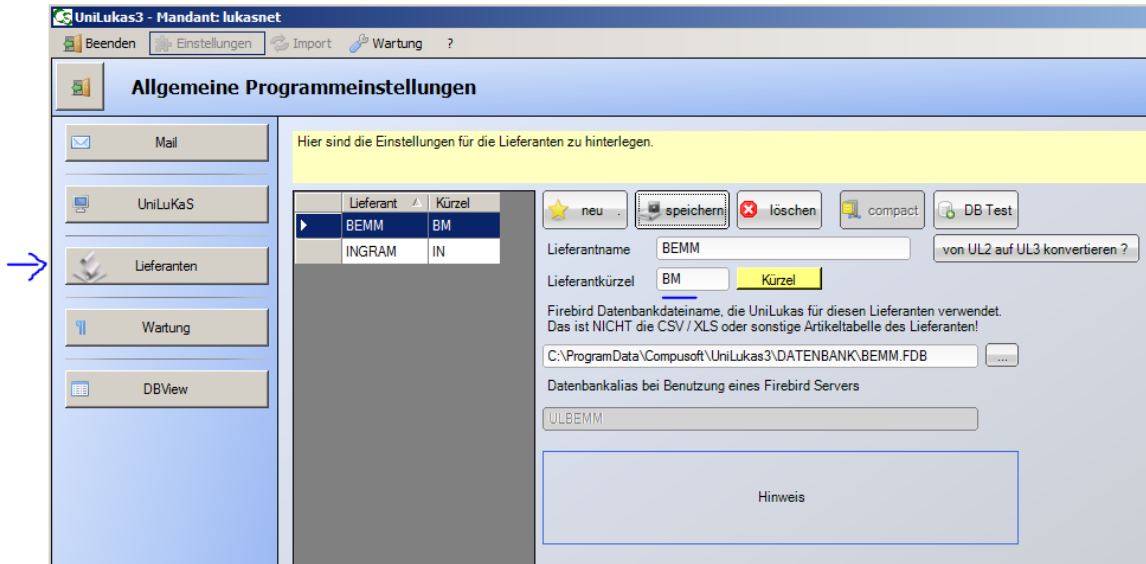 UniLukas3 - Mandant: lukasnet
Beenden Einstellungen Import Wartung ?
Allgemeine Programmeinstellungen
Mail
UniLuKaS
Lieferanten
Wartung
DBView
Hier sind die Einstellungen für die Lieferanten zu hinterlegen.
Lieferant Kürzel
BEMM BM
INGRAM IN
neu . speichern löschen compact DB Test
Lieferantname BEMM von UL2 auf UL3 konvertieren ?
Lieferantkürzel BM Kürzel
Firebird Datenbankdateiname, die UniLukas für diesen Lieferanten verwendet.
Das ist NICHT die CSV / XLS oder sonstige Artikeltabelle des Lieferanten!
C:\ProgramData\Compusoft\UniLukas3\DATENBANK\BEMM.FDB ...
Datenbankalias bei Benutzung eines Firebird Servers
ULBEMM
Hinweis